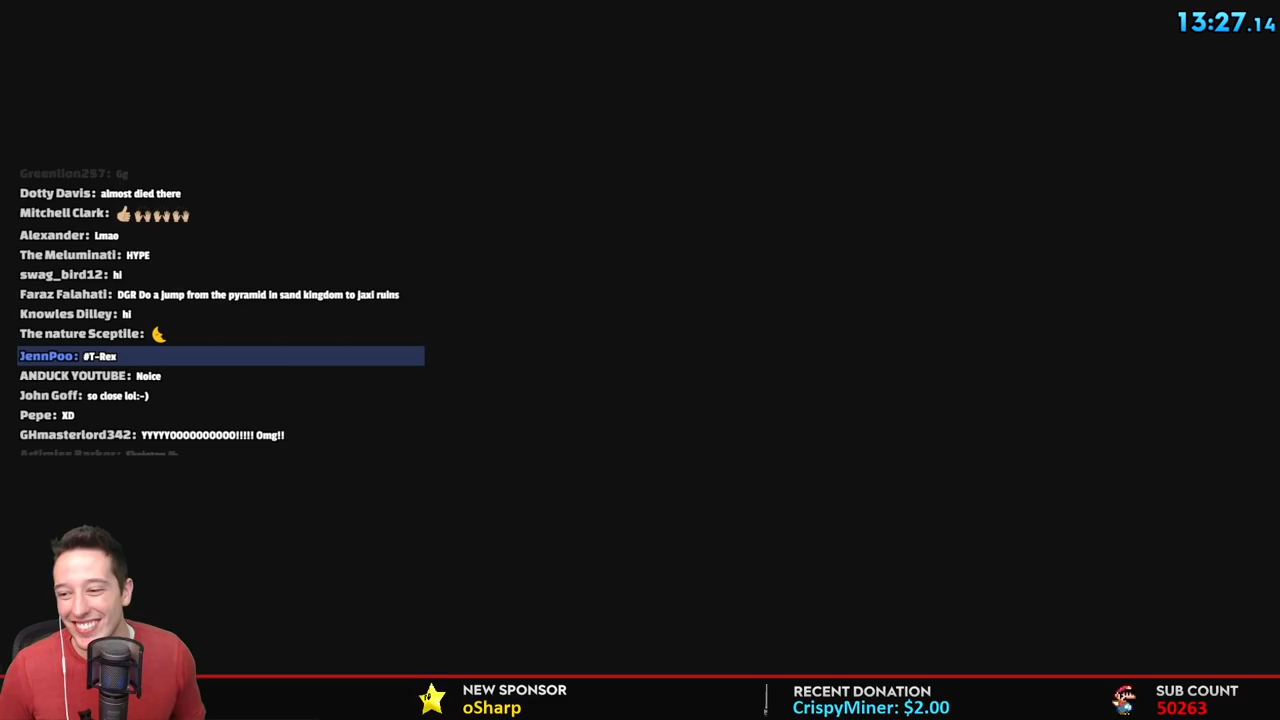 13:27.14
Greenlion257: Gg
Dotty Davis: almost died there
Mitchell Clark: 👍🏼🙌🏼🙌🏼🙌🏼
Alexander: Lmao
The Meluminati: HYPE
swag_bird12: hi
Faraz Falahati: DGR Do a jump from the pyramid in sand kingdom to jaxi ruins
Knowles Dilley: hi
The nature Sceptile: 🌜
JennPoo: #T-Rex
ANDUCK YOUTUBE: Noice
John Goff: so close lol:-)
Pepe: XD
GHmasterlord342: YYYYYOOOOOOOOOO!!!!! Omg!!
NEW SPONSOR
oSharp
RECENT DONATION
CrispyMiner: $2.00
SUB COUNT
50263